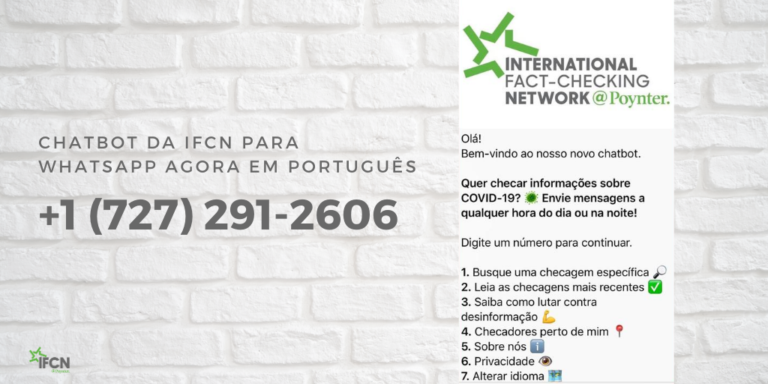 CHATBOT DA IFCN PARA
WHATSAPP AGORA EM PORTUGUÊS
+1 (727) 291-2606
IFCN
INTERNATIONAL
FACT-CHECKING
NETWORK @Poynter.
Olá!
Bem-vindo ao nosso novo chatbot.
Quer checar informações sobre
COVID-19? Envie mensagens a
qualquer hora do dia ou na noite!
Digite um número para continuar.
1. Busque uma checagem específica 🔎
2. Leia as checagens mais recentes ✅
3. Saiba como lutar contra
desinformação 💪
4. Checadores perto de mim 📍
5. Sobre nós ℹ️
6. Privacidade 👁️
7. Alterar idioma 🗺️